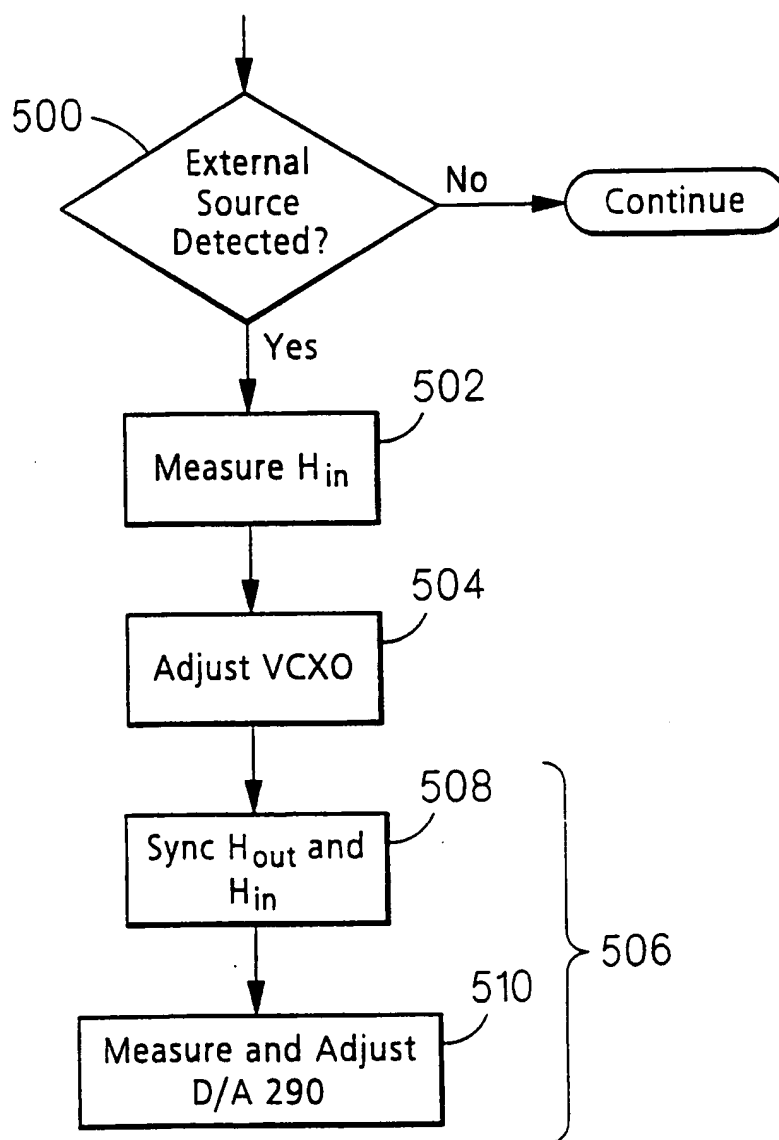 500
External
Source
Detected?
No
Continue
Yes
502
Measure H_in
504
Adjust VCXO
508
Sync H_out and
H_in
506
510
Measure and Adjust
D/A 290